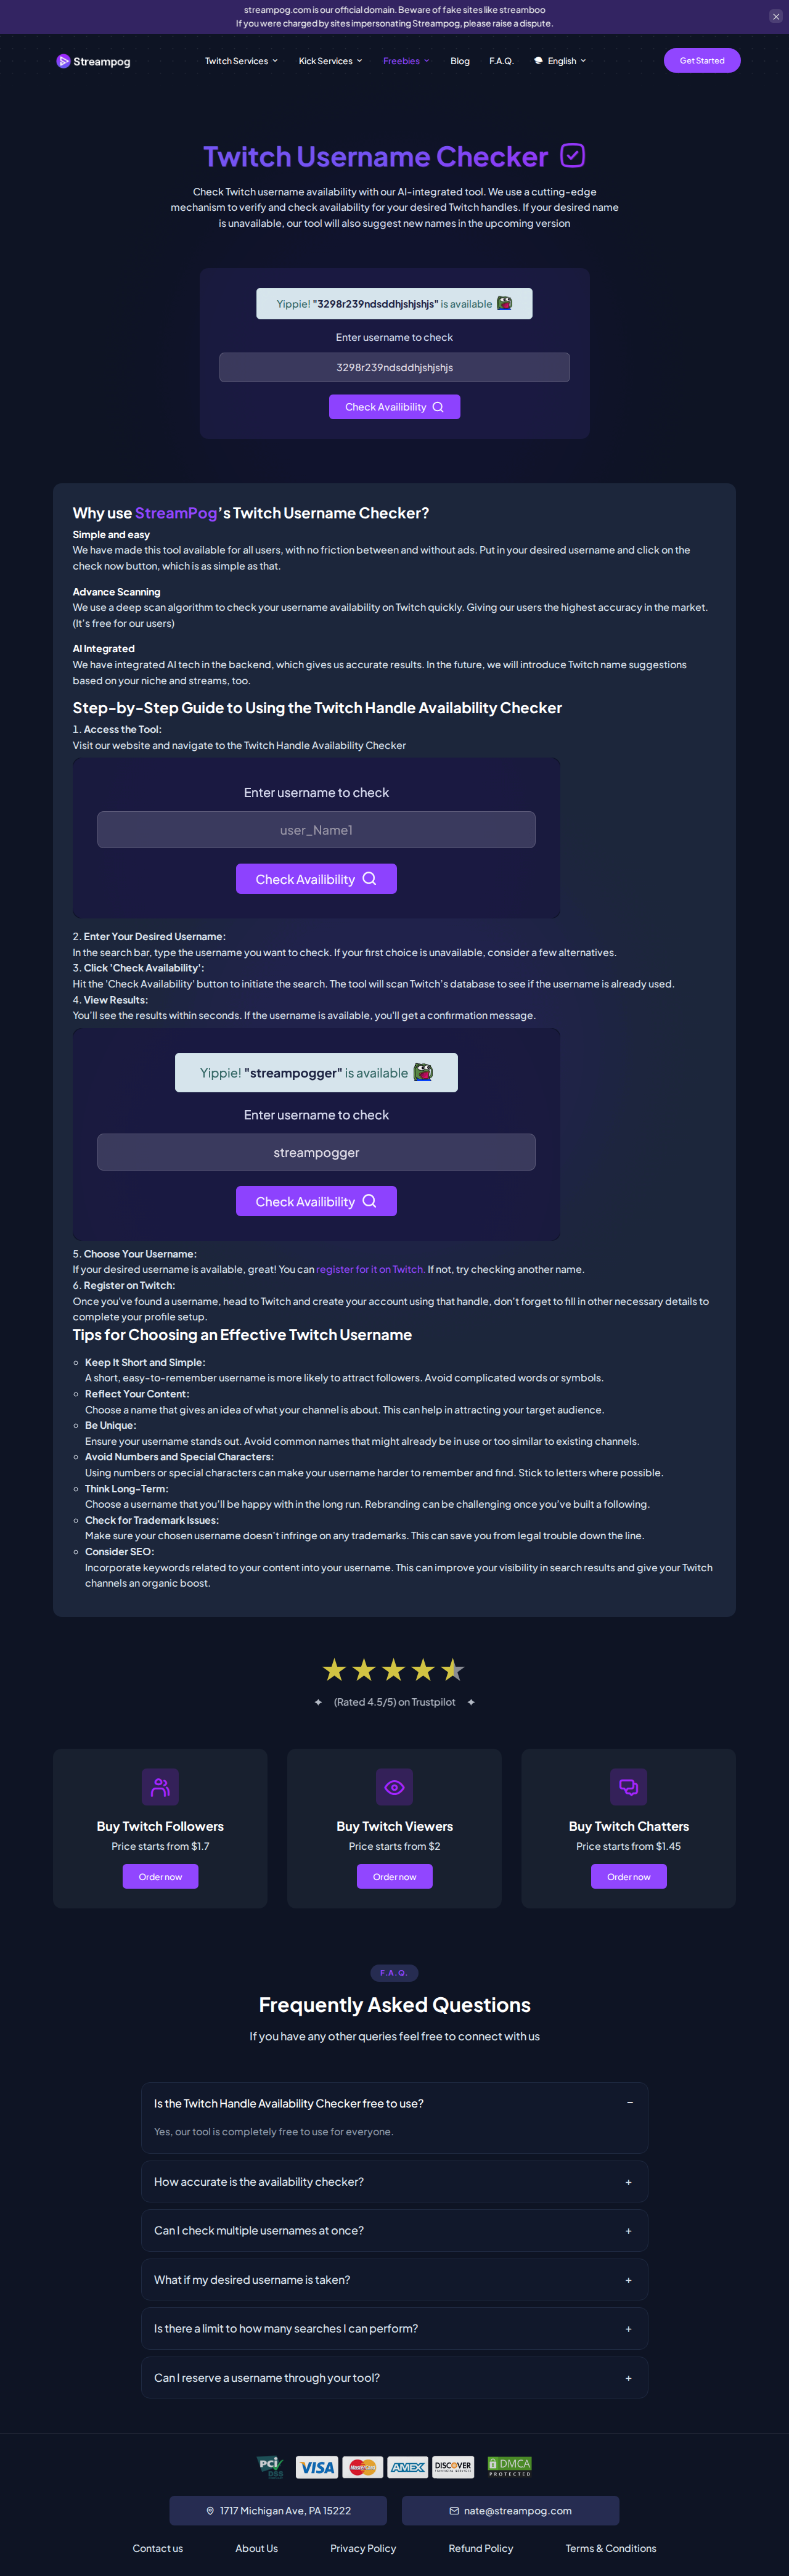 streampog.com is our official domain. Beware of fake sites like streamboo
If you were charged by sites impersonating Streampog, please raise a dispute.
Streampog
Twitch Services
Kick Services
Freebies
Blog
F.A.Q.
English
Get Started
Twitch Username Checker
Check Twitch username availability with our AI-integrated tool. We use a cutting-edge
mechanism to verify and check availability for your desired Twitch handles. If your desired name
is unavailable, our tool will also suggest new names in the upcoming version
Yippie! "3298r239ndsddhjshjshjs" is available
Enter username to check
3298r239ndsddhjshjshjs
Check Availibility
Why use StreamPog's Twitch Username Checker?
Simple and easy
We have made this tool available for all users, with no friction between and without ads. Put in your desired username and click on the
check now button, which is as simple as that.
Advance Scanning
We use a deep scan algorithm to check your username availability on Twitch quickly. Giving our users the highest accuracy in the market.
(It's free for our users)
AI Integrated
We have integrated AI tech in the backend, which gives us accurate results. In the future, we will introduce Twitch name suggestions
based on your niche and streams, too.
Step-by-Step Guide to Using the Twitch Handle Availability Checker
1. Access the Tool:
Visit our website and navigate to the Twitch Handle Availability Checker
Enter username to check
user_Name1
Check Availibility
2. Enter Your Desired Username:
In the search bar, type the username you want to check. If your first choice is unavailable, consider a few alternatives.
3. Click 'Check Availability':
Hit the 'Check Availability' button to initiate the search. The tool will scan Twitch's database to see if the username is already used.
4. View Results:
You'll see the results within seconds. If the username is available, you'll get a confirmation message.
Yippie! "streampogger" is available
Enter username to check
streampogger
Check Availibility
5. Choose Your Username:
If your desired username is available, great! You can register for it on Twitch. If not, try checking another name.
6. Register on Twitch:
Once you've found a username, head to Twitch and create your account using that handle, don't forget to fill in other necessary details to
complete your profile setup.
Tips for Choosing an Effective Twitch Username
Keep It Short and Simple:
A short, easy-to-remember username is more likely to attract followers. Avoid complicated words or symbols.
Reflect Your Content:
Choose a name that gives an idea of what your channel is about. This can help in attracting your target audience.
Be Unique:
Ensure your username stands out. Avoid common names that might already be in use or too similar to existing channels.
Avoid Numbers and Special Characters:
Using numbers or special characters can make your username harder to remember and find. Stick to letters where possible.
Think Long-Term:
Choose a username that you'll be happy with in the long run. Rebranding can be challenging once you've built a following.
Check for Trademark Issues:
Make sure your chosen username doesn't infringe on any trademarks. This can save you from legal trouble down the line.
Consider SEO:
Incorporate keywords related to your content into your username. This can improve your visibility in search results and give your Twitch
channels an organic boost.
(Rated 4.5/5) on Trustpilot
Buy Twitch Followers
Price starts from $1.7
Order now
Buy Twitch Viewers
Price starts from $2
Order now
Buy Twitch Chatters
Price starts from $1.45
Order now
F.A.Q.
Frequently Asked Questions
If you have any other queries feel free to connect with us
Is the Twitch Handle Availability Checker free to use?
Yes, our tool is completely free to use for everyone.
How accurate is the availability checker?
Can I check multiple usernames at once?
What if my desired username is taken?
Is there a limit to how many searches I can perform?
Can I reserve a username through your tool?
PCI DSS
VISA
MasterCard
AMEX
DISCOVER
DMCA
PROTECTED
1717 Michigan Ave, PA 15222
nate@streampog.com
Contact us
About Us
Privacy Policy
Refund Policy
Terms & Conditions